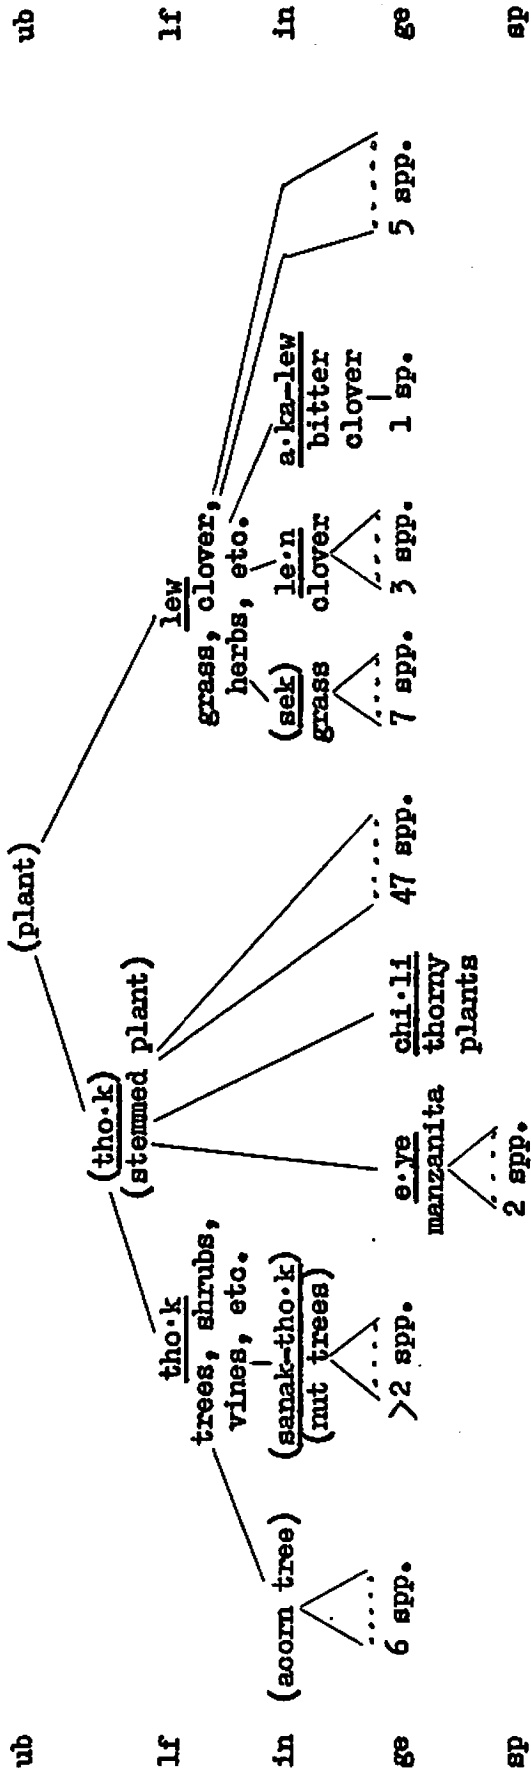 ub
(plant)
(tho·k)
(stemmed plant)
lf
tho·k
trees, shrubs,
vines, etc.
lew
grass, clover,
herbs, etc.
lf
in
(acorn tree)
(sanak-tho·k)
(nut trees)
(sek)
grass
le·n
clover
a·ka-lew
bitter
clover
in
ge
6 spp.
>2 spp.
e·ye
manzanita
chi·li
thorny
plants
47 spp.
7 spp.
3 spp.
1 sp.
5 spp.
ge
sp
2 spp.
sp
ub